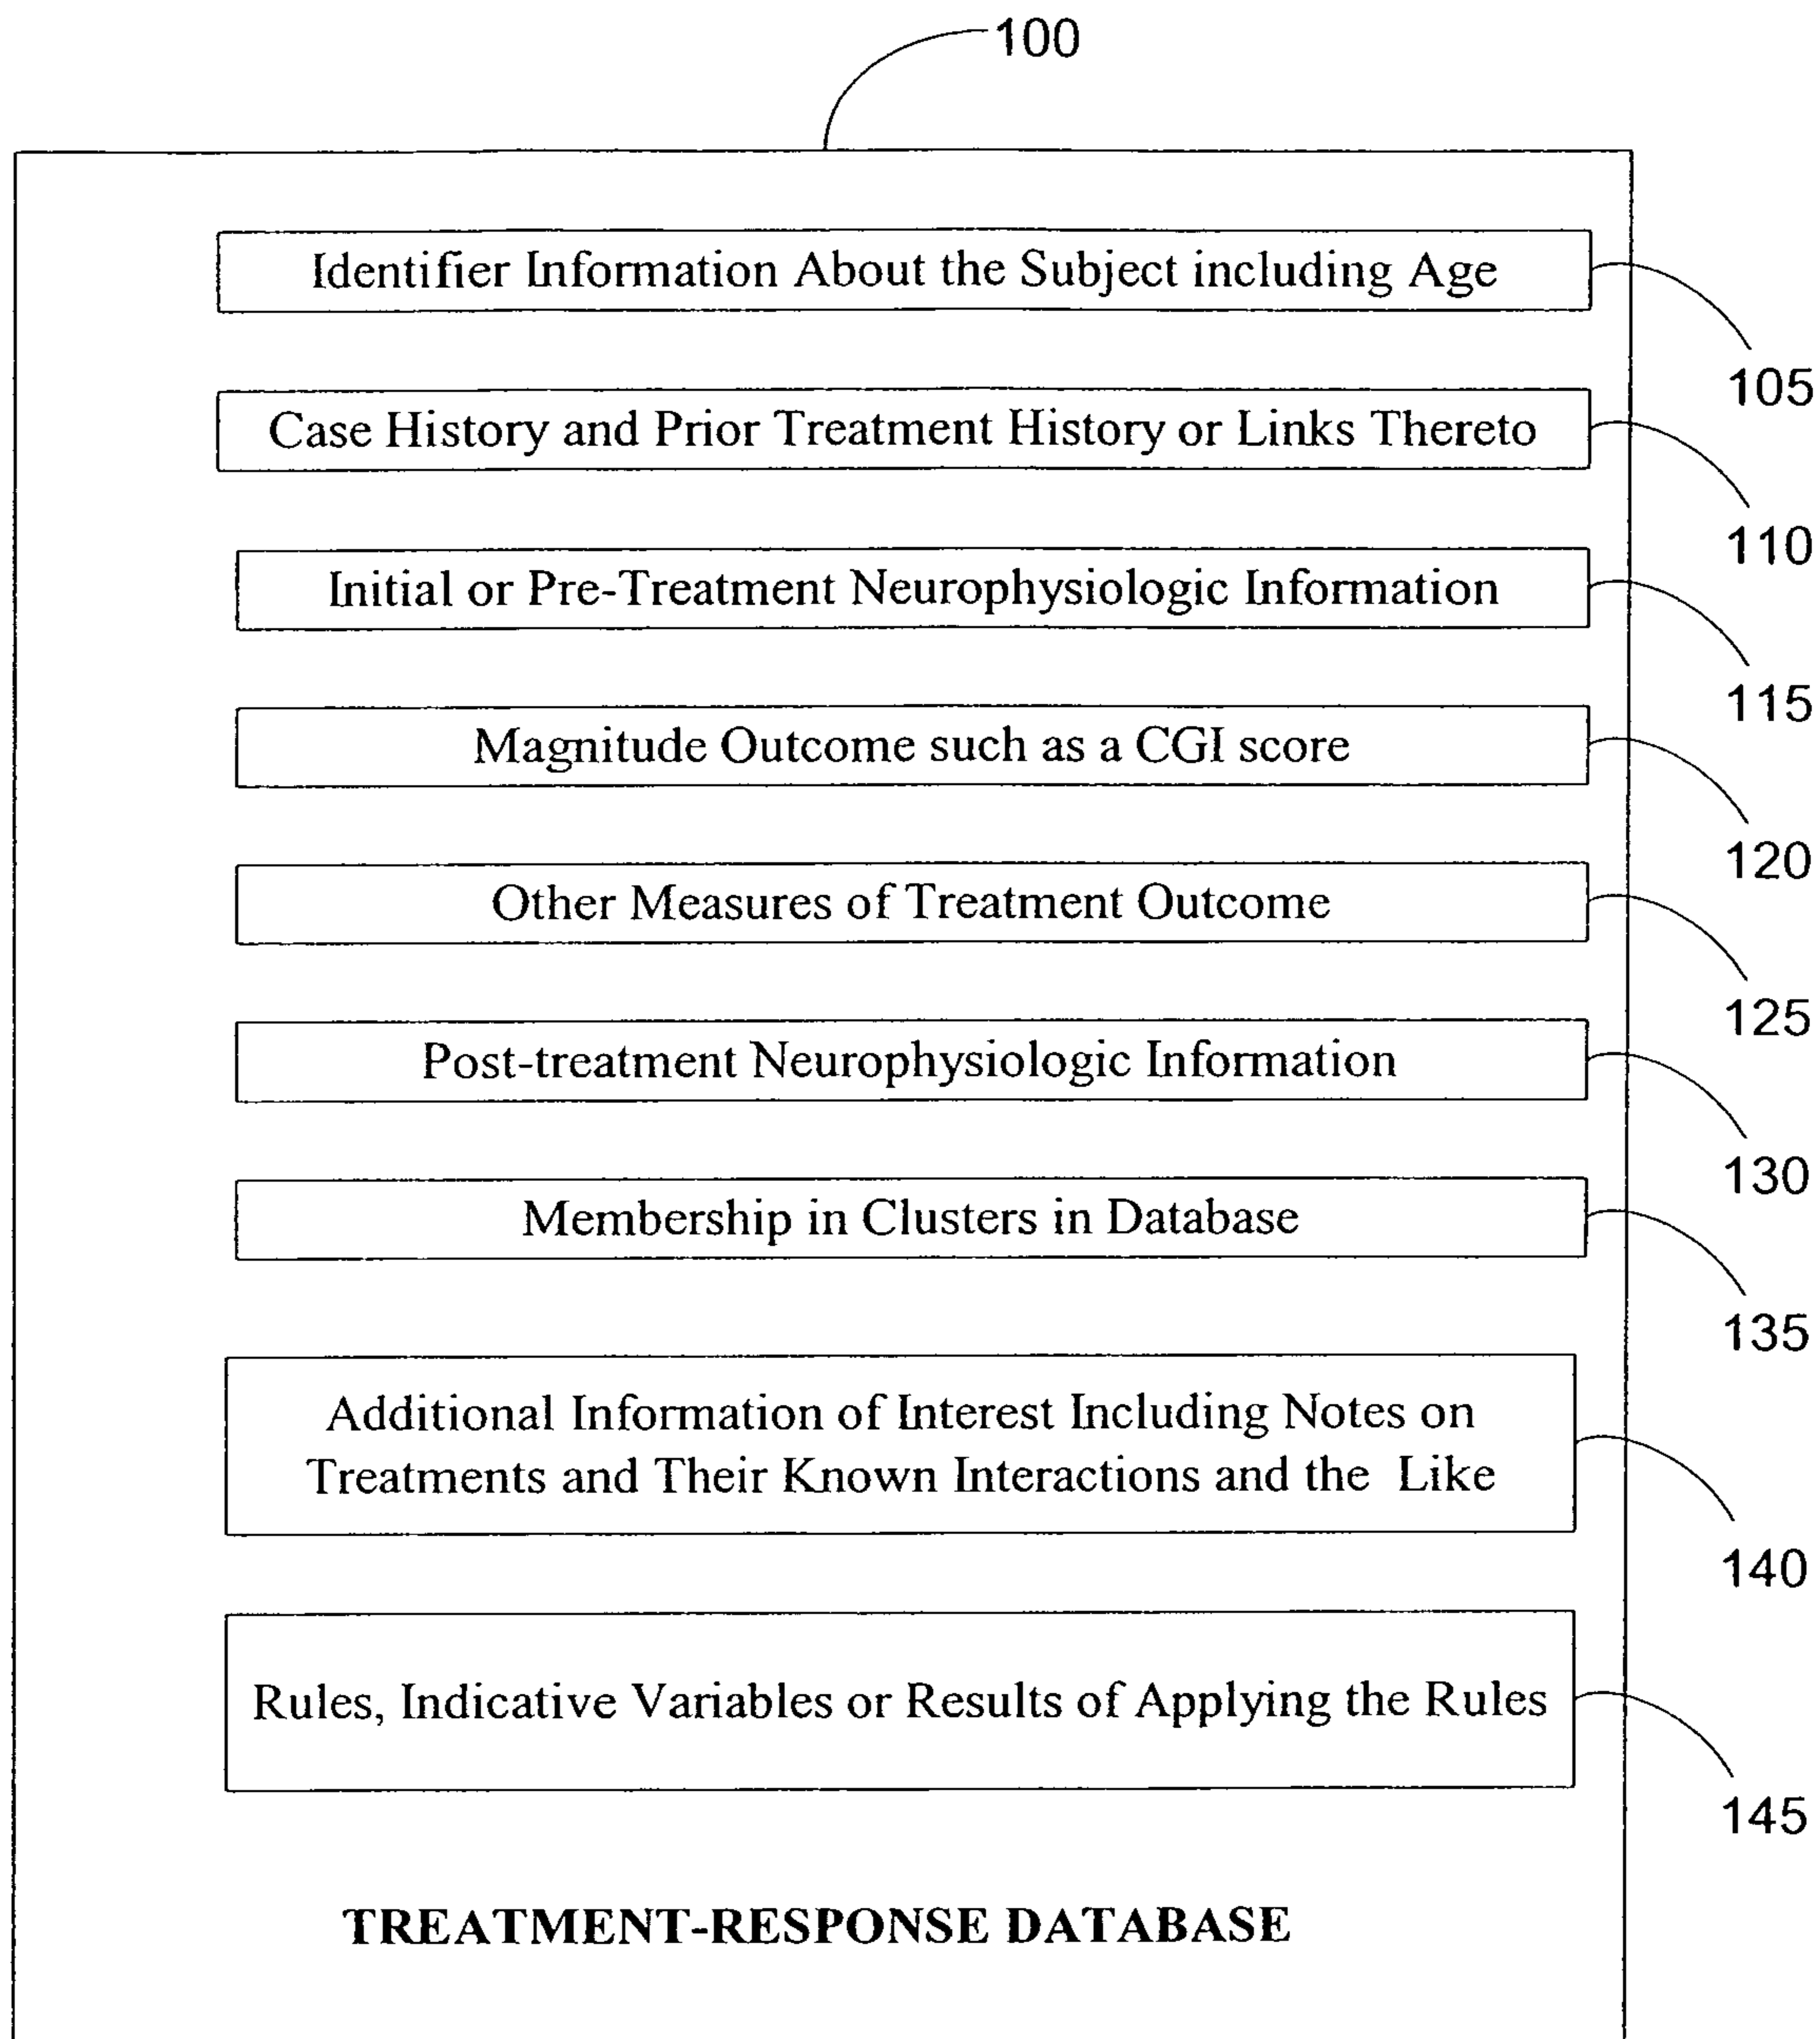 100
Identifier Information About the Subject including Age
105
Case History and Prior Treatment History or Links Thereto
110
Initial or Pre-Treatment Neurophysiologic Information
115
Magnitude Outcome such as a CGI score
120
Other Measures of Treatment Outcome
125
Post-treatment Neurophysiologic Information
130
Membership in Clusters in Database
135
Additional Information of Interest Including Notes on
Treatments and Their Known Interactions and the Like
140
Rules, Indicative Variables or Results of Applying the Rules
145
TREATMENT-RESPONSE DATABASE